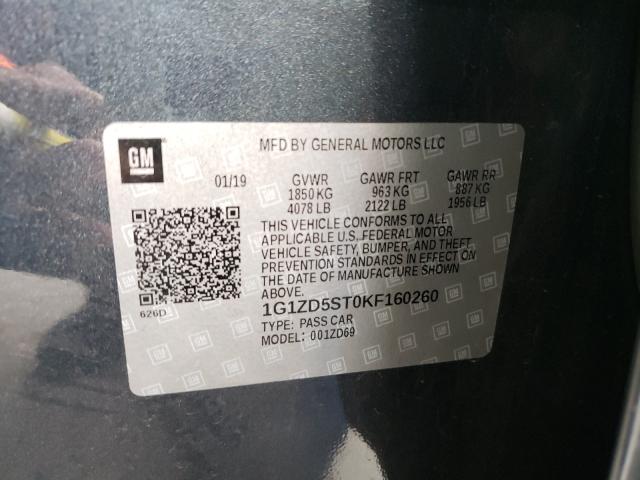 GM
MFD BY GENERAL MOTORS LLC
01/19 GVWR GAWR FRT GAWR RR
1850 KG 963 KG 887 KG
4078 LB 2122 LB 1956 LB
THIS VEHICLE CONFORMS TO ALL
APPLICABLE U.S. FEDERAL MOTOR
VEHICLE SAFETY, BUMPER, AND THEFT
PREVENTION STANDARDS IN EFFECT ON
THE DATE OF MANUFACTURE SHOWN
ABOVE.
626D
1G1ZD5ST0KF160260
TYPE: PASS CAR
MODEL: 001ZD69